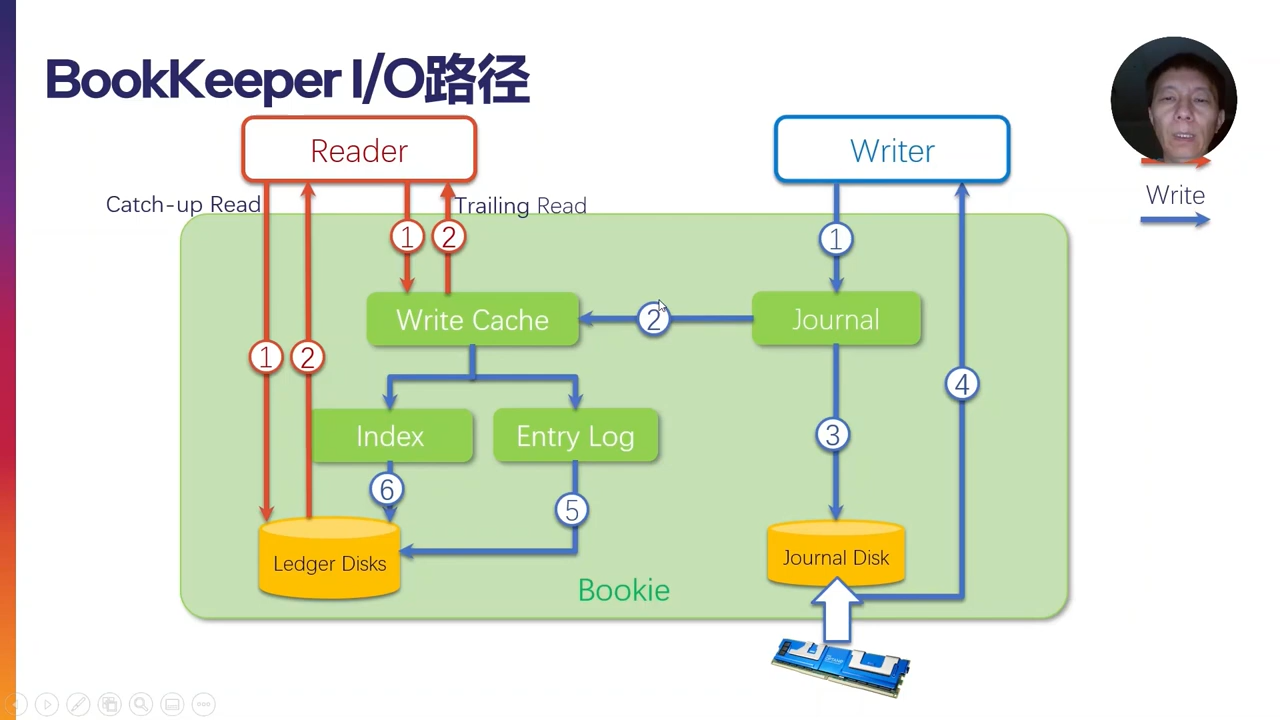 BookKeeper I/O路径
Reader
Writer
Write
Catch-up Read
Trailing Read
1
2
1
Write Cache
2
Journal
1
2
4
Index
Entry Log
3
6
5
Ledger Disks
Journal Disk
Bookie